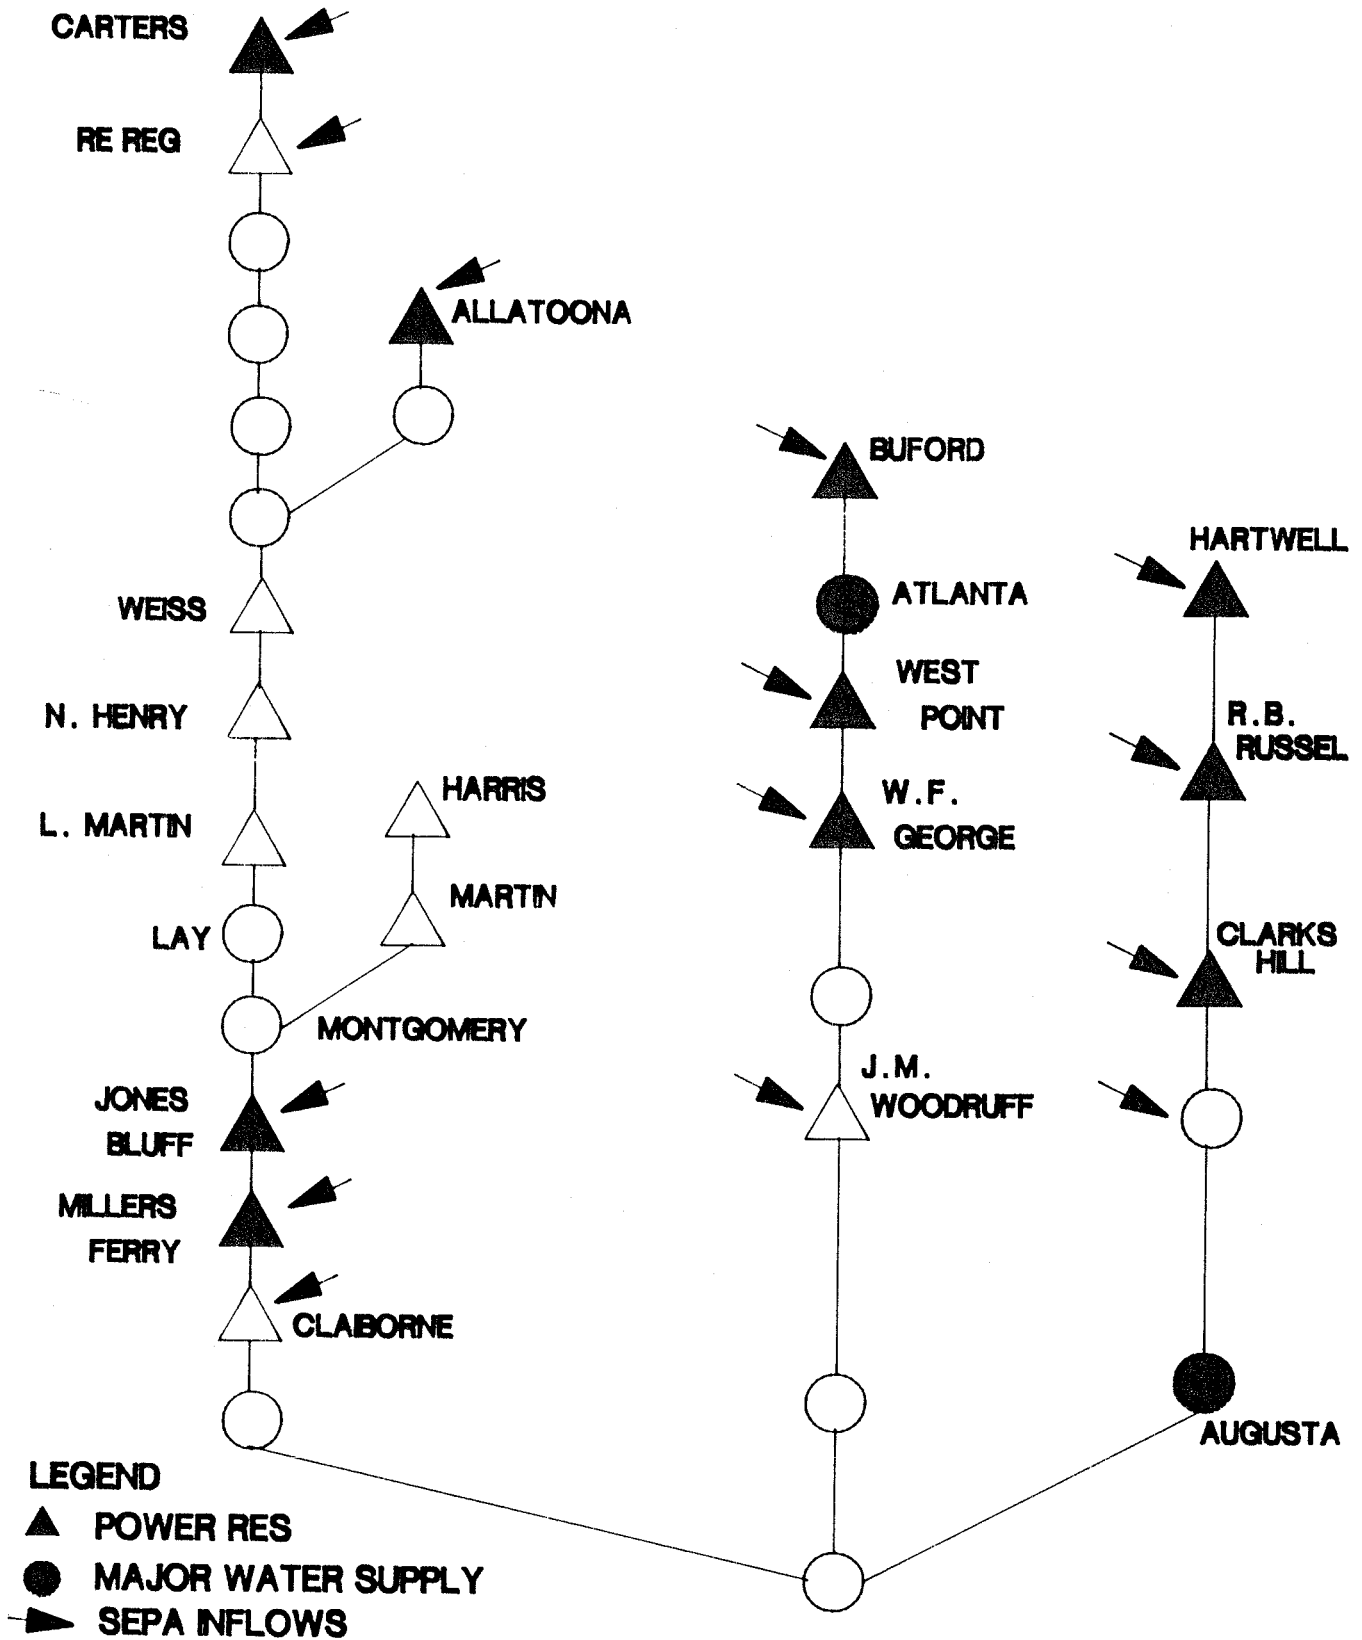 CARTERS
RE REG
ALLATOONA
WEISS
N. HENRY
L. MARTIN
HARRIS
MARTIN
LAY
MONTGOMERY
JONES
BLUFF
MILLERS
FERRY
CLAIBORNE
BUFORD
ATLANTA
WEST
POINT
W.F.
GEORGE
J.M.
WOODRUFF
HARTWELL
R.B.
RUSSEL
CLARKS
HILL
AUGUSTA
LEGEND
POWER RES
MAJOR WATER SUPPLY
SEPA INFLOWS